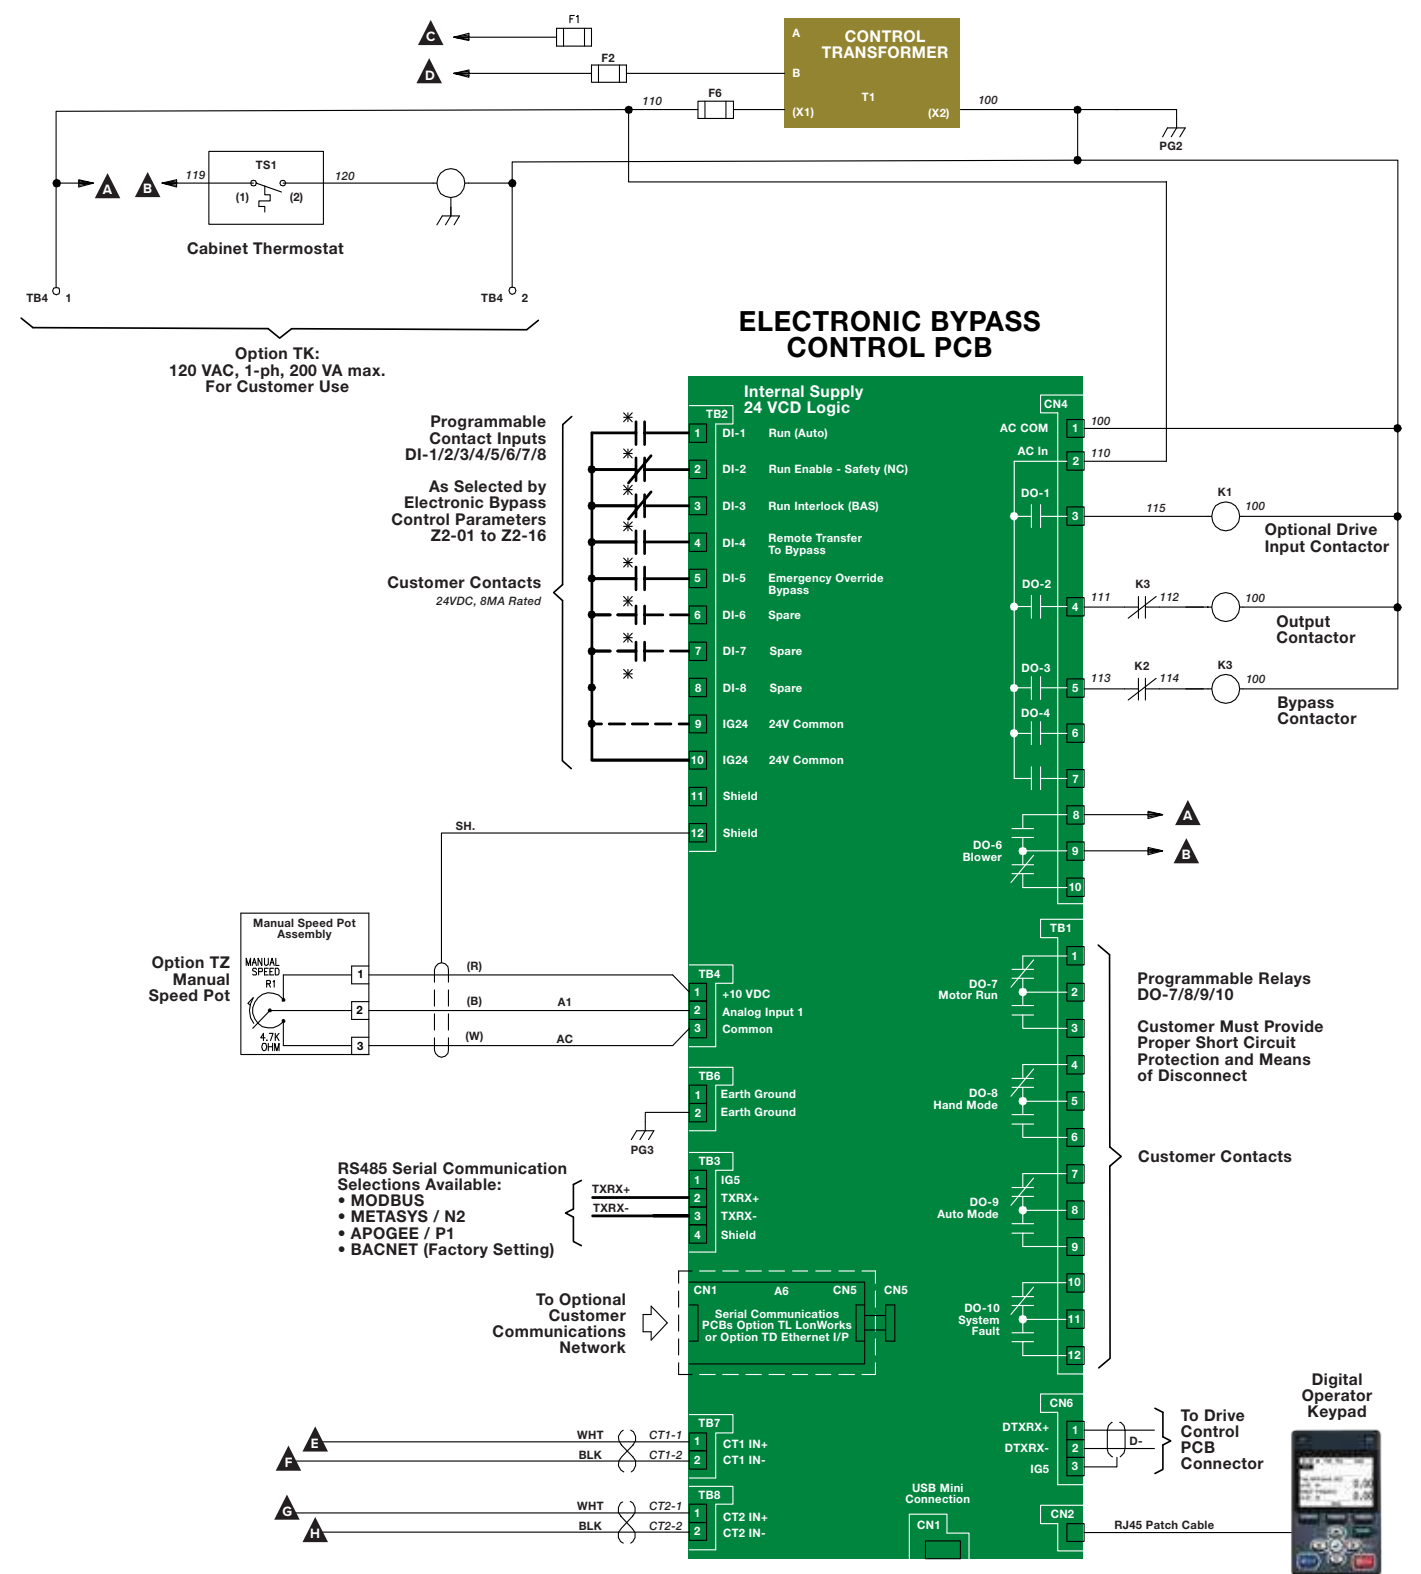 F1
C
CONTROL
TRANSFORMER
A
F2
D
B
T1
F6
110
(X1)
(X2)
100
PG2
TS1
119
120
A
B
(1)
(2)
Cabinet Thermostat
TB4 1
TB4 2
Option TK:
120 VAC, 1-ph, 200 VA max.
For Customer Use
ELECTRONIC BYPASS
CONTROL PCB
Internal Supply
24 VCD Logic
Programmable
Contact Inputs
DI-1/2/3/4/5/6/7/8
As Selected by
Electronic Bypass
Control Parameters
Z2-01 to Z2-16
Customer Contacts
24VDC, 8MA Rated
TB2
1 DI-1 Run (Auto)
2 DI-2 Run Enable - Safety (NC)
3 DI-3 Run Interlock (BAS)
4 DI-4 Remote Transfer
To Bypass
5 DI-5 Emergency Override
Bypass
6 DI-6 Spare
7 DI-7 Spare
8 DI-8 Spare
9 IG24 24V Common
10 IG24 24V Common
11 Shield
12 Shield
SH.
CN4
AC COM 1 100
AC In 2 110
DO-1 3 115 K1 100
Optional Drive
Input Contactor
DO-2 4 111 K3 112 100
Output
Contactor
DO-3 5 113 K2 114 K3 100
Bypass
Contactor
DO-4 6
7
8 A
DO-6
Blower
9 B
10
Option TZ
Manual
Speed Pot
Manual Speed Pot
Assembly
MANUAL
SPEED
R1
4.7K
OHM
1 (R)
2 (B) A1
3 (W) AC
TB4
1 +10 VDC
2 Analog Input 1
3 Common
TB6
1 Earth Ground
2 Earth Ground
PG3
RS485 Serial Communication
Selections Available:
• MODBUS
• METASYS / N2
• APOGEE / P1
• BACNET (Factory Setting)
TXRX+
TXRX-
TB3
1 IG5
2 TXRX+
3 TXRX-
4 Shield
TB1
1
DO-7
Motor Run
2
3
4
DO-8
Hand Mode
5
6
7
DO-9
Auto Mode
8
9
10
DO-10
System
Fault
11
12
Programmable Relays
DO-7/8/9/10
Customer Must Provide
Proper Short Circuit
Protection and Means
of Disconnect
Customer Contacts
To Optional
Customer
Communications
Network
CN1 A6 CN5 CN5
Serial Communicatios
PCBs Option TL LonWorks
or Option TD Ethernet I/P
E WHT CT1-1
F BLK CT1-2
TB7
1 CT1 IN+
2 CT1 IN-
G WHT CT2-1
H BLK CT2-2
TB8
1 CT2 IN+
2 CT2 IN-
USB Mini
Connection
CN1
CN6
DTXRX+ 1
DTXRX- 2 D-
IG5 3
To Drive
Control
PCB
Connector
CN2
RJ45 Patch Cable
Digital
Operator
Keypad